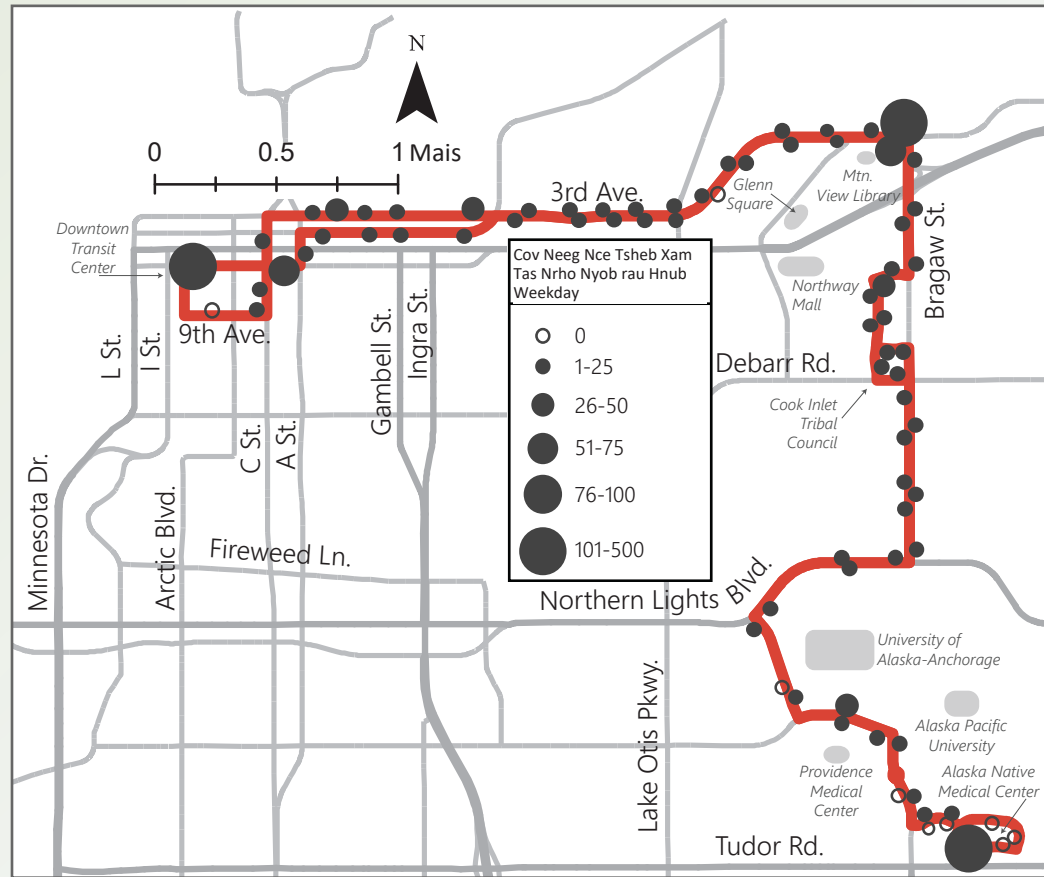 N
0
0.5
1 Mais
3rd Ave.
Glenn
Square
Mtn.
View Library
Downtown
Transit
Center
Cov Neeg Nce Tsheb Xam
Tas Nrho Nyob rau Hnub
Weekday
0
1-25
26-50
51-75
76-100
101-500
Northway
Mall
Bragaw St.
L St.
I St.
9th Ave.
Gambell St.
Ingra St.
Debarr Rd.
Cook Inlet
Tribal
Council
C St.
A St.
Minnesota Dr.
Arctic Blvd.
Fireweed Ln.
Northern Lights Blvd.
University of
Alaska-Anchorage
Lake Otis Pkwy.
Alaska Pacific
University
Providence
Medical
Center
Alaska Native
Medical Center
Tudor Rd.